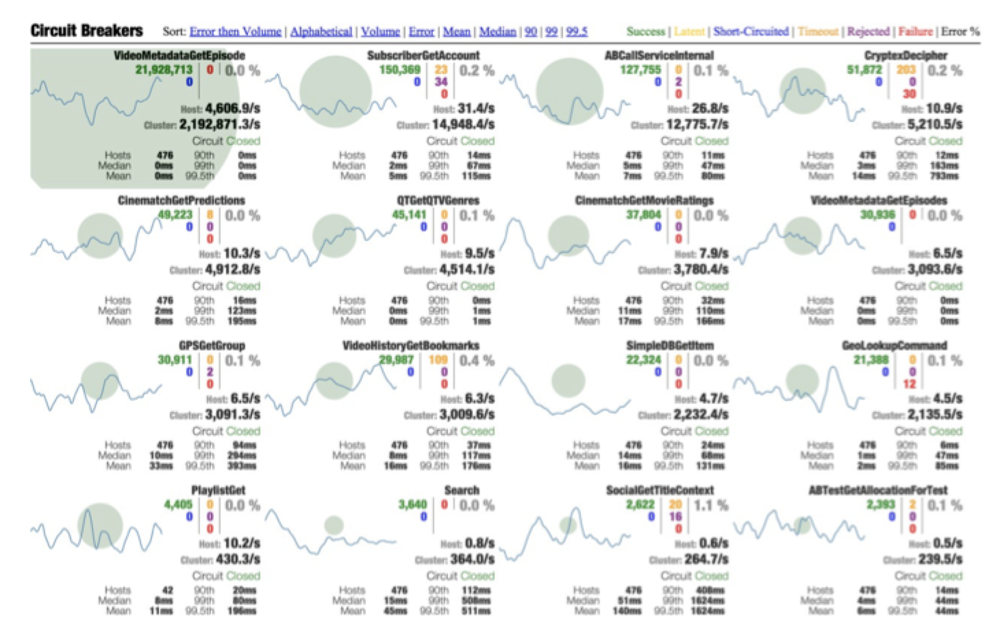 Circuit Breakers Sort: Error then Volume | Alphabetical | Volume | Error | Mean | Median | 90 | 99 | 99.5 Success | Latent | Short-Circuited | Timeout | Rejected | Failure | Error %
VideoMetadataGetEpisode
21,928,713 0 0.0 %
0
Host: 4,606.9/s
Cluster: 2,192,871.3/s
Circuit Closed
Hosts 476 90th 0ms
Median 0ms 99th 0ms
Mean 0ms 99.5th 0ms
SubscriberGetAccount
150,369 23 0.2 %
0 34
0
Host: 31.4/s
Cluster: 14,948.4/s
Circuit Closed
Hosts 476 90th 14ms
Median 2ms 99th 67ms
Mean 5ms 99.5th 115ms
ABCallServiceInternal
127,755 0 0.1 %
0 2
0
Host: 26.8/s
Cluster: 12,775.7/s
Circuit Closed
Hosts 476 90th 11ms
Median 5ms 99th 47ms
Mean 7ms 99.5th 80ms
CryptexDecipher
51,872 203 0.2 %
0 0
30
Host: 10.9/s
Cluster: 5,210.5/s
Circuit Closed
Hosts 476 90th 12ms
Median 3ms 99th 163ms
Mean 14ms 99.5th 793ms
CinematchGetPredictions
49,223 8 0.0 %
0 0
0
Host: 10.3/s
Cluster: 4,912.8/s
Circuit Closed
Hosts 476 90th 16ms
Median 2ms 99th 123ms
Mean 8ms 99.5th 195ms
QTGetQTVGenres
45,141 0 0.1 %
0 0
0
Host: 9.5/s
Cluster: 4,514.1/s
Circuit Closed
Hosts 476 90th 0ms
Median 0ms 99th 1ms
Mean 0ms 99.5th 1ms
CinematchGetMovieRatings
37,804 0 0.0 %
0 0
0
Host: 7.9/s
Cluster: 3,780.4/s
Circuit Closed
Hosts 476 90th 32ms
Median 11ms 99th 110ms
Mean 17ms 99.5th 166ms
VideoMetadataGetEpisodes
30,936 0 0.0 %
0
Host: 6.5/s
Cluster: 3,093.6/s
Circuit Closed
Hosts 476 90th 0ms
Median 0ms 99th 0ms
Mean 0ms 99.5th 0ms
GPSGetGroup
30,911 0 0.1 %
0 2
0
Host: 6.5/s
Cluster: 3,091.3/s
Circuit Closed
Hosts 476 90th 94ms
Median 10ms 99th 294ms
Mean 33ms 99.5th 393ms
VideoHistoryGetBookmarks
29,987 109 0.4 %
0 0
0
Host: 6.3/s
Cluster: 3,009.6/s
Circuit Closed
Hosts 476 90th 37ms
Median 8ms 99th 117ms
Mean 16ms 99.5th 176ms
SimpleDBGetItem
22,324 0 0.0 %
0 0
0
Host: 4.7/s
Cluster: 2,232.4/s
Circuit Closed
Hosts 476 90th 24ms
Median 14ms 99th 68ms
Mean 16ms 99.5th 131ms
GeoLookupCommand
21,388 0 0.1 %
0 0
12
Host: 4.5/s
Cluster: 2,135.5/s
Circuit Closed
Hosts 476 90th 6ms
Median 1ms 99th 47ms
Mean 2ms 99.5th 85ms
PlaylistGet
4,405 0 0.0 %
0 0
0
Host: 10.2/s
Cluster: 430.3/s
Circuit Closed
Hosts 42 90th 20ms
Median 8ms 99th 80ms
Mean 11ms 99.5th 196ms
Search
3,640 0 0.0 %
0
Host: 0.8/s
Cluster: 364.0/s
Circuit Closed
Hosts 476 90th 112ms
Median 15ms 99th 508ms
Mean 45ms 99.5th 511ms
SocialGetTitleContext
2,622 20 1.1 %
0 16
0
Host: 0.6/s
Cluster: 264.7/s
Circuit Closed
Hosts 476 90th 408ms
Median 51ms 99th 1624ms
Mean 140ms 99.5th 1624ms
ABTestGetAllocationForTest
2,393 2 0.1 %
0 0
0
Host: 0.5/s
Cluster: 239.5/s
Circuit Closed
Hosts 476 90th 14ms
Median 4ms 99th 44ms
Mean 6ms 99.5th 44ms